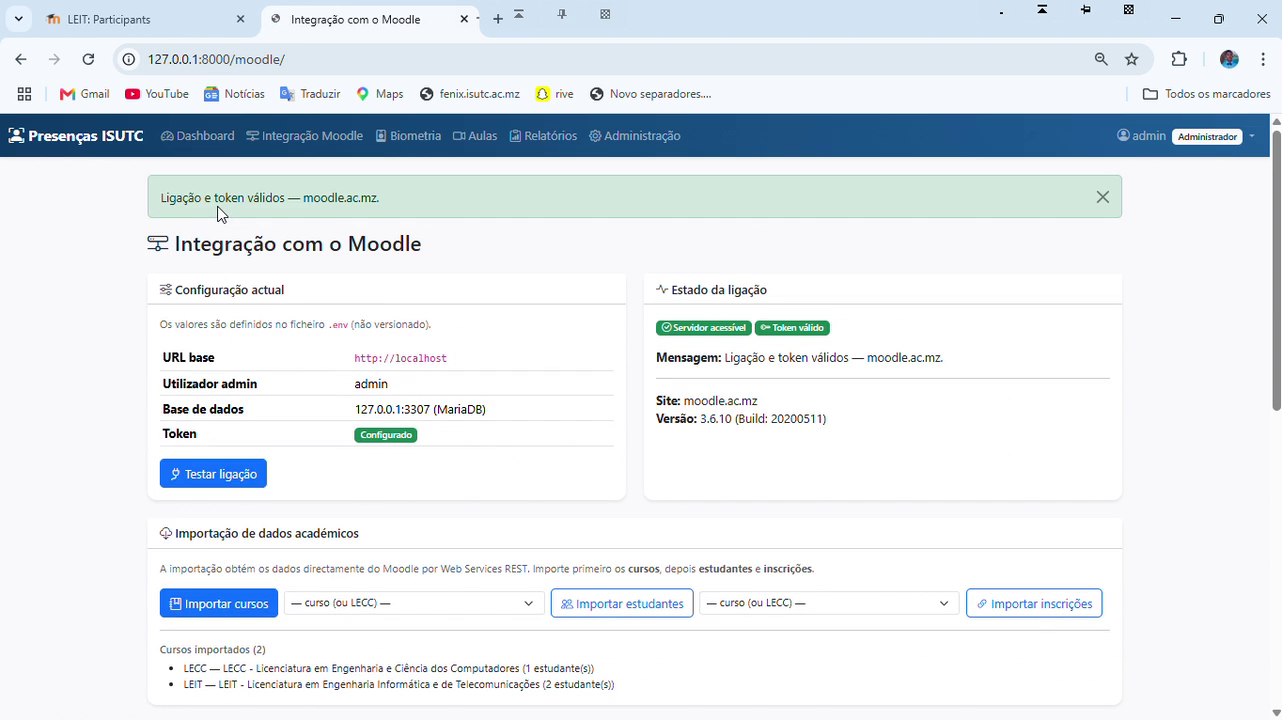 LEIT: Participants
Integração com o Moodle
127.0.0.1:8000/moodle/
Gmail
YouTube
Notícias
Traduzir
Maps
fenix.isutc.ac.mz
rive
Novo separadores....
Todos os marcadores
Presenças ISUTC
Dashboard
Integração Moodle
Biometria
Aulas
Relatórios
Administração
admin
Administrador
Ligação e token válidos — moodle.ac.mz.
Integração com o Moodle
Configuração actual
Os valores são definidos no ficheiro .env (não versionado).
URL base http://localhost
Utilizador admin admin
Base de dados 127.0.0.1:3307 (MariaDB)
Token Configurado
Testar ligação
Estado da ligação
Servidor acessível Token válido
Mensagem: Ligação e token válidos — moodle.ac.mz.
Site: moodle.ac.mz
Versão: 3.6.10 (Build: 20200511)
Importação de dados académicos
A importação obtém os dados directamente do Moodle por Web Services REST. Importe primeiro os cursos, depois estudantes e inscrições.
Importar cursos
— curso (ou LECC) —
Importar estudantes
— curso (ou LECC) —
Importar inscrições
Cursos importados (2)
LECC — LECC - Licenciatura em Engenharia e Ciência dos Computadores (1 estudante(s))
LEIT — LEIT - Licenciatura em Engenharia Informática e de Telecomunicações (2 estudante(s))